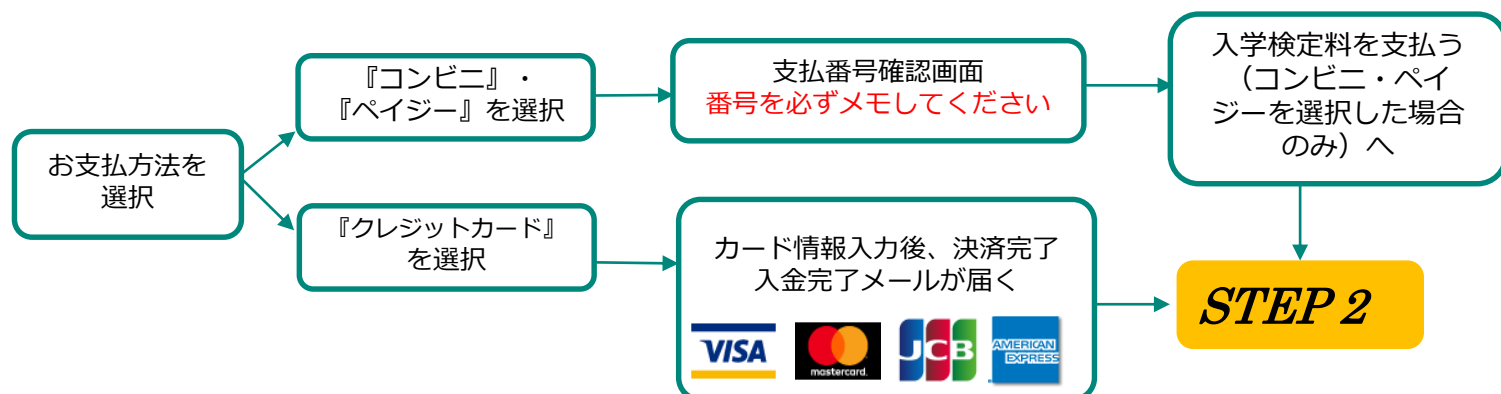 お支払方法を
選択
『コンビニ』・
『ペイジー』を選択
支払番号確認画面
番号を必ずメモしてください
入学検定料を支払う
（コンビニ・ペイ
ジーを選択した場合
のみ）へ
『クレジットカード』
を選択
カード情報入力後、決済完了
入金完了メールが届く
VISA
mastercard.
JCB
AMERICAN
EXPRESS
STEP 2